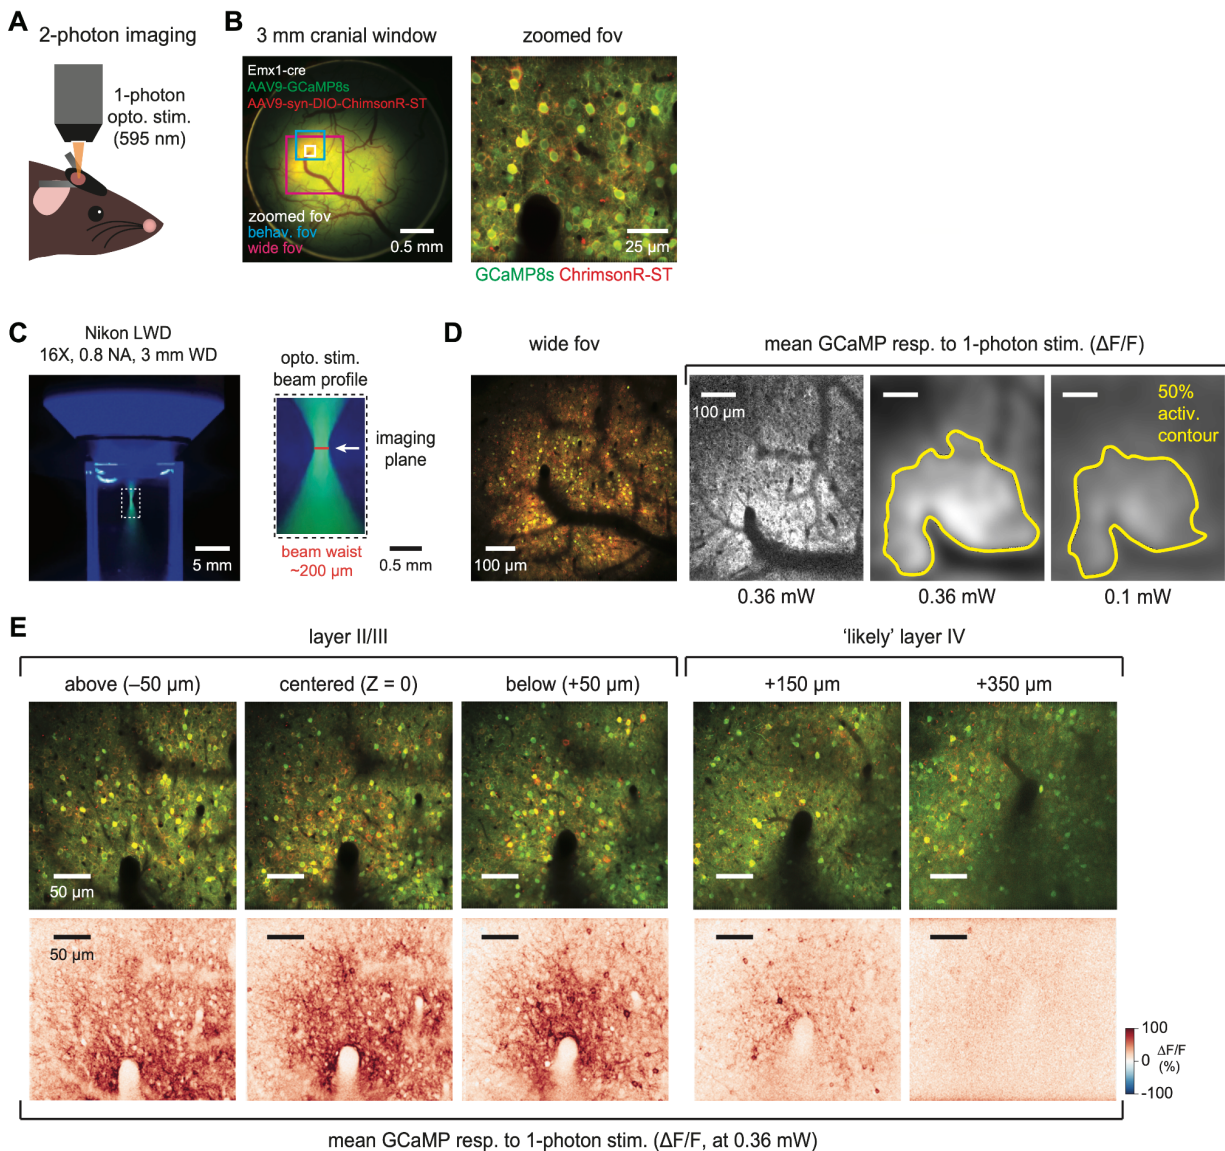 A
2-photon imaging
1-photon
opto. stim.
(595 nm)
B
3 mm cranial window
Emx1-cre
AAV9-GCaMP8s
AAV9-syn-DIO-ChimsonR-ST
zoomed fov
behav. fov
wide fov
0.5 mm
zoomed fov
25 µm
GCaMP8s ChrimsonR-ST
C
Nikon LWD
16X, 0.8 NA, 3 mm WD
5 mm
opto. stim.
beam profile
imaging
plane
beam waist
~200 µm
0.5 mm
D
wide fov
100 µm
mean GCaMP resp. to 1-photon stim. (ΔF/F)
100 µm
50%
activ.
contour
0.36 mW
0.36 mW
0.1 mW
E
layer II/III
'likely' layer IV
above (–50 µm)
centered (Z = 0)
below (+50 µm)
+150 µm
+350 µm
50 µm
50 µm
100
0
-100
ΔF/F
(%)
mean GCaMP resp. to 1-photon stim. (ΔF/F, at 0.36 mW)